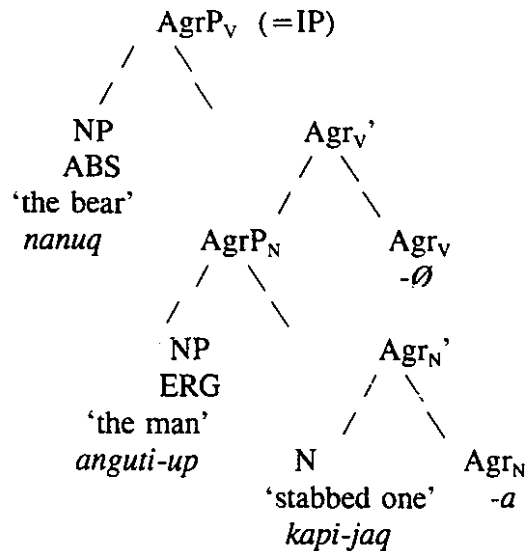 AgrP_V (=IP)
NP Agr_V'
ABS
'the bear'
nanuq AgrP_N Agr_V
-Ø
NP Agr_N'
ERG
'the man'
anguti-up N Agr_N
'stabbed one' -a
kapi-jaq